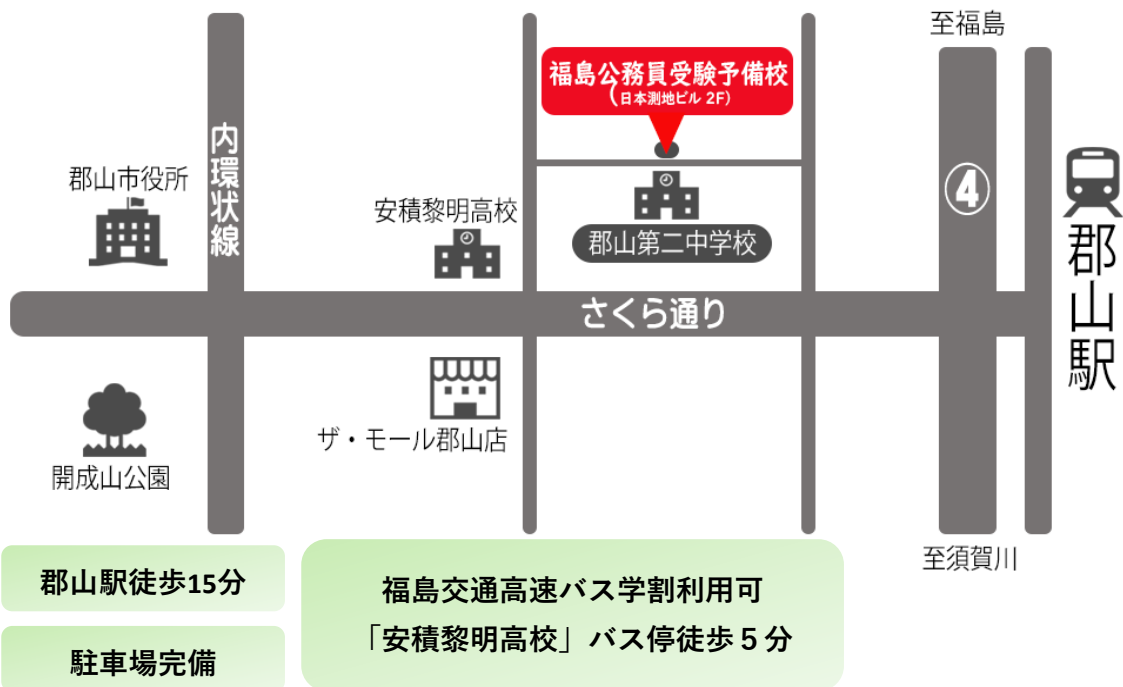 至福島
福島公務員受験予備校
（日本測地ビル 2F）
内環状線
郡山市役所
安積黎明高校
④
郡山駅
郡山第二中学校
さくら通り
ザ・モール郡山店
開成山公園
至須賀川
郡山駅徒歩15分
福島交通高速バス学割利用可
「安積黎明高校」バス停徒歩５分
駐車場完備